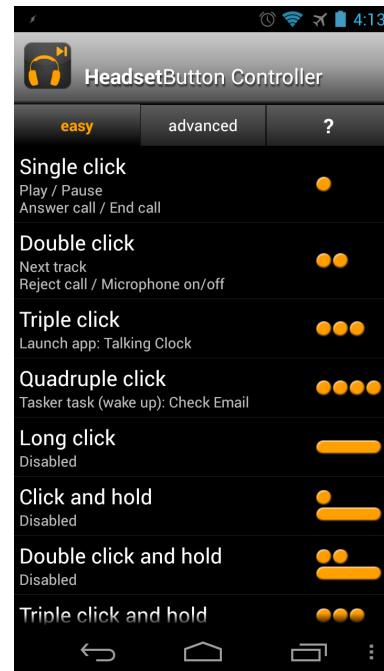 4:13
HeadsetButton Controller
easy advanced ?
Single click
Play / Pause
Answer call / End call
Double click
Next track
Reject call / Microphone on/off
Triple click
Launch app: Talking Clock
Quadruple click
Tasker task (wake up): Check Email
Long click
Disabled
Click and hold
Disabled
Double click and hold
Disabled
Triple click and hold